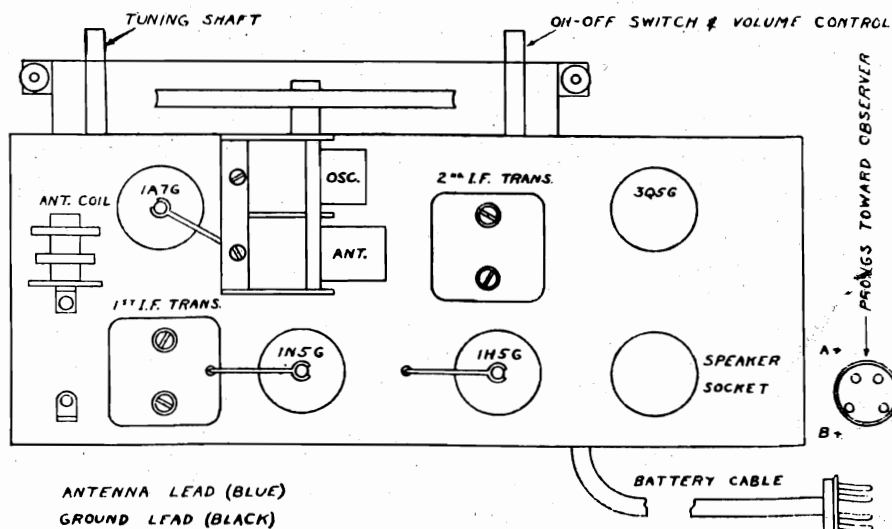 TUNING SHAFT
ON-OFF SWITCH & VOLUME CONTROL
PRONGS TOWARD OBSERVER
1A7G
OSC.
2ND I.F. TRANS.
3Q5G
ANT. COIL
ANT.
1ST I.F. TRANS.
1N5G
1H5G
SPEAKER
SOCKET
A+
B+
BATTERY CABLE
ANTENNA LEAD (BLUE)
GROUND LEAD (BLACK)